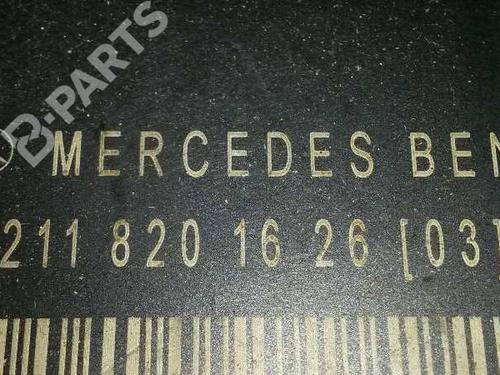 B-PARTS
MERCEDES BEN
211 820 16 26 [03]